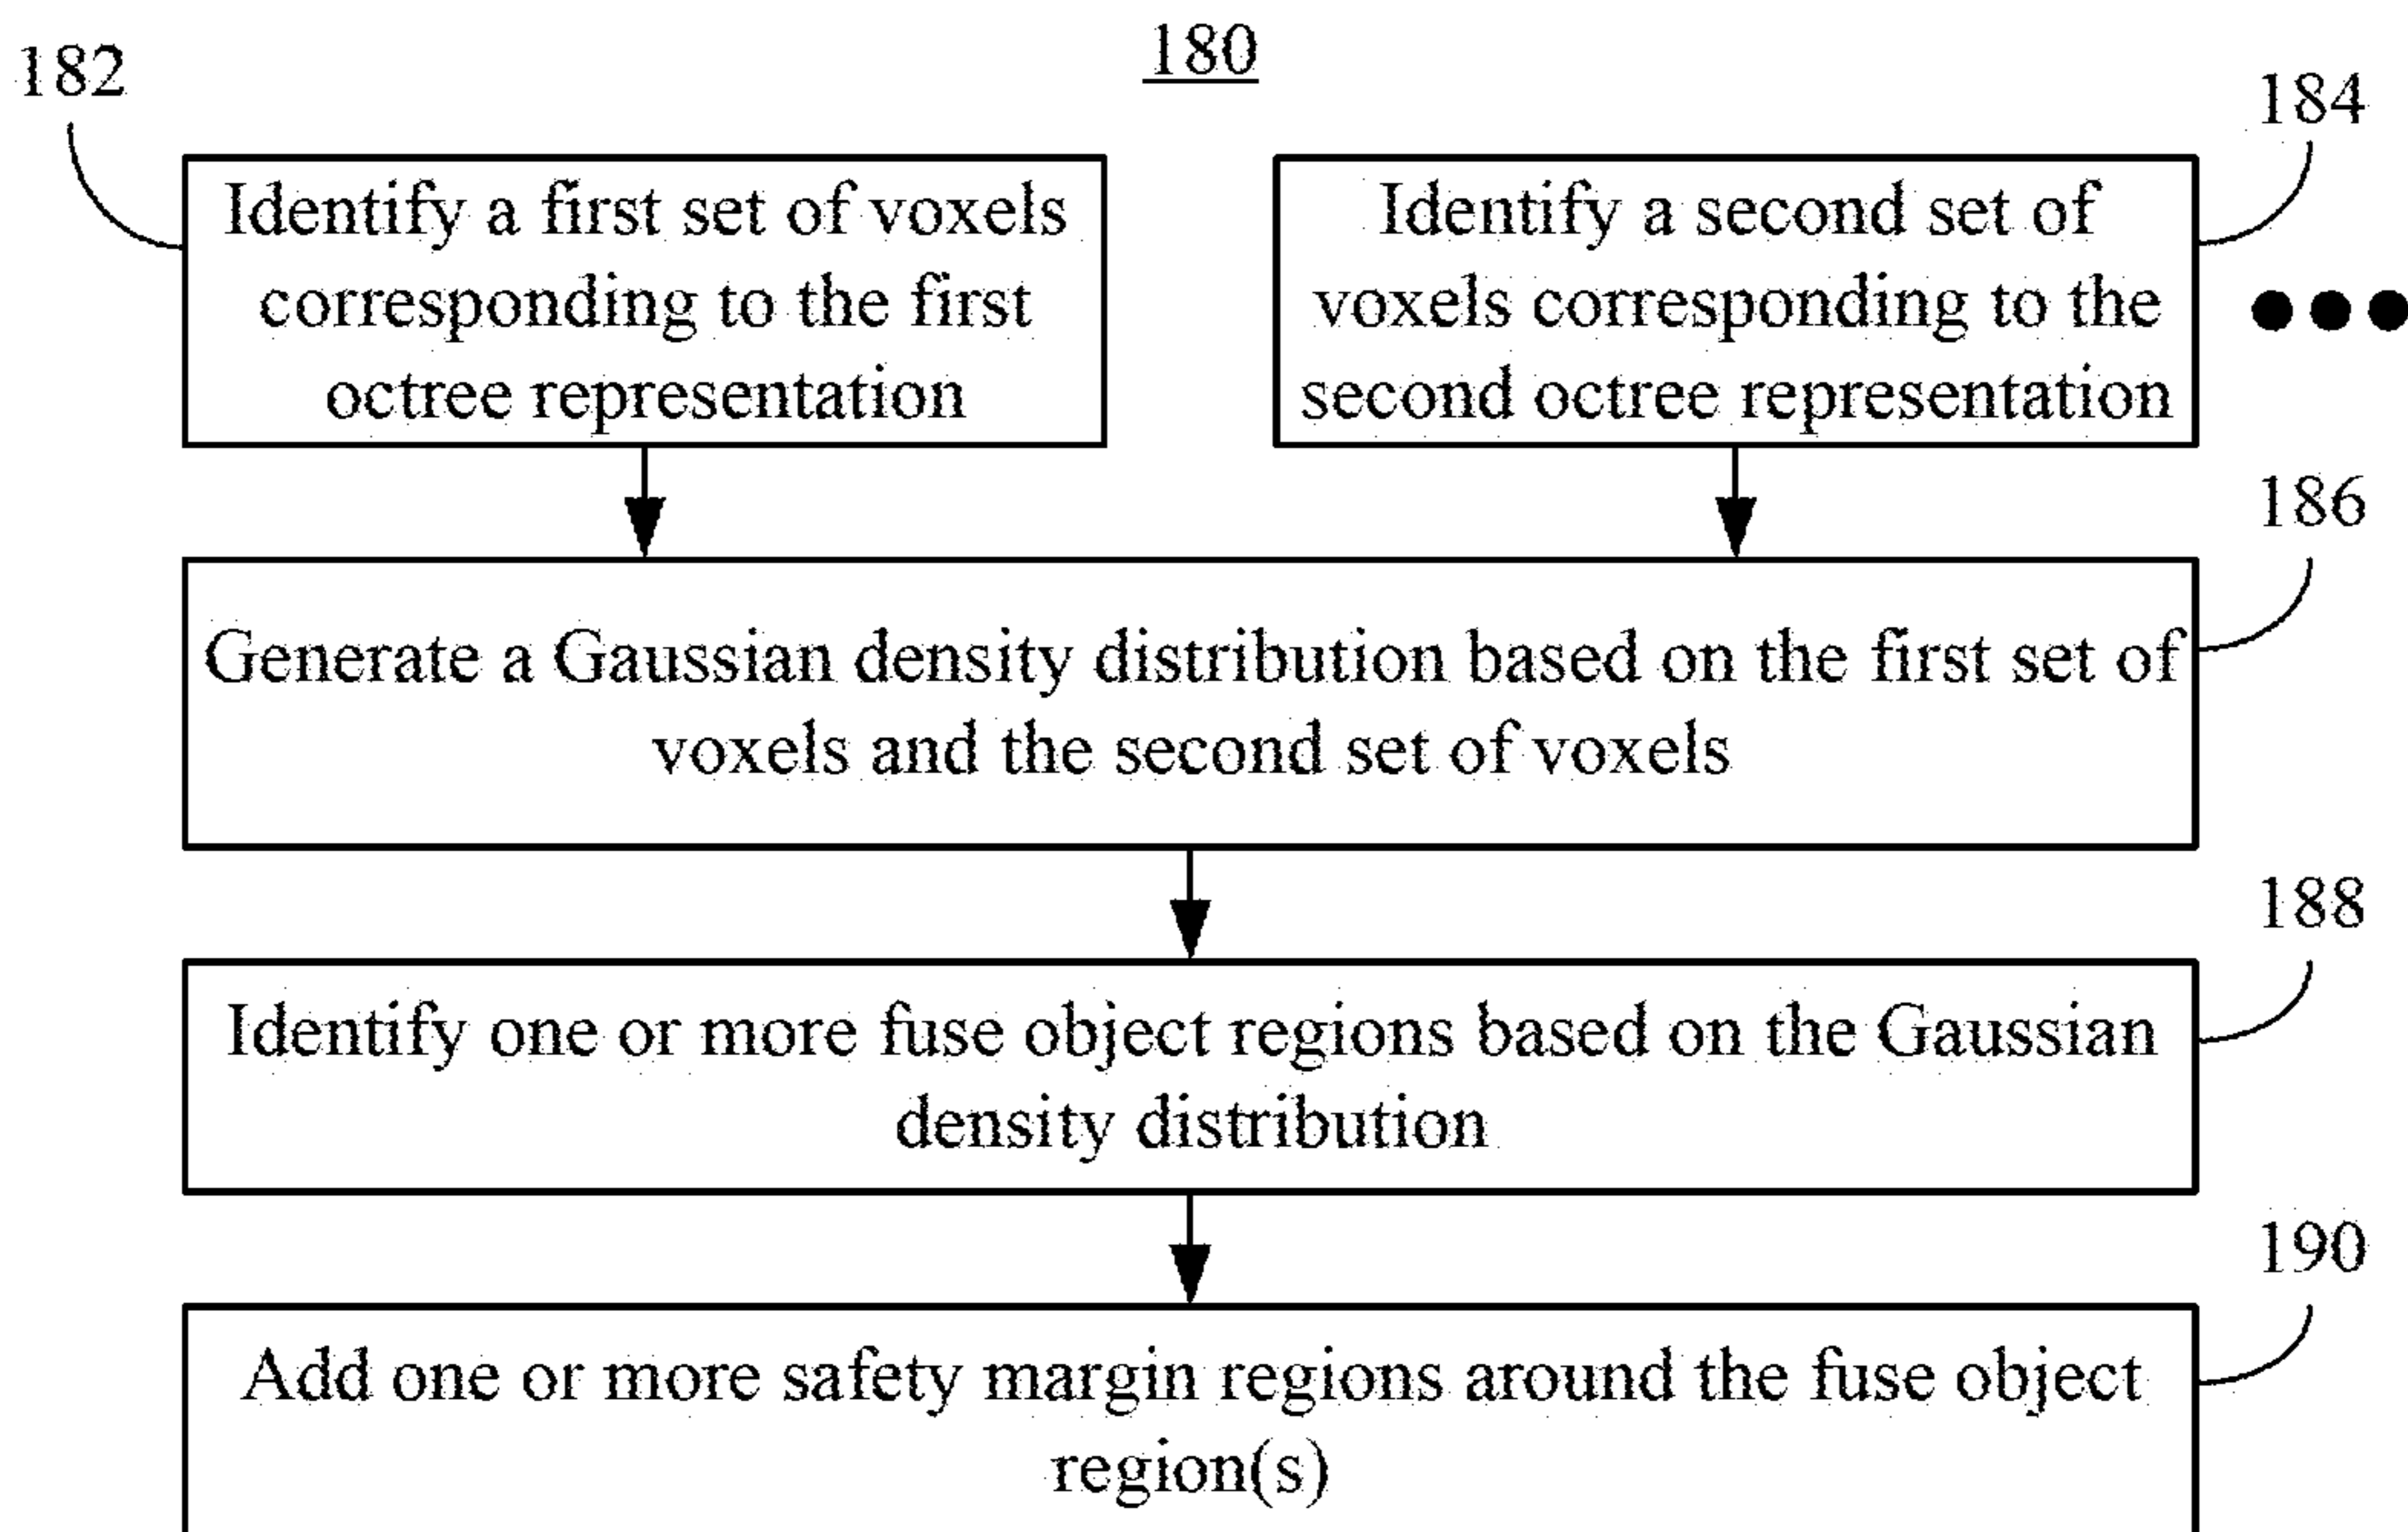 180
182
184
Identify a first set of voxels
corresponding to the first
octree representation
Identify a second set of
voxels corresponding to the
second octree representation
186
Generate a Gaussian density distribution based on the first set of
voxels and the second set of voxels
188
Identify one or more fuse object regions based on the Gaussian
density distribution
190
Add one or more safety margin regions around the fuse object
region(s)